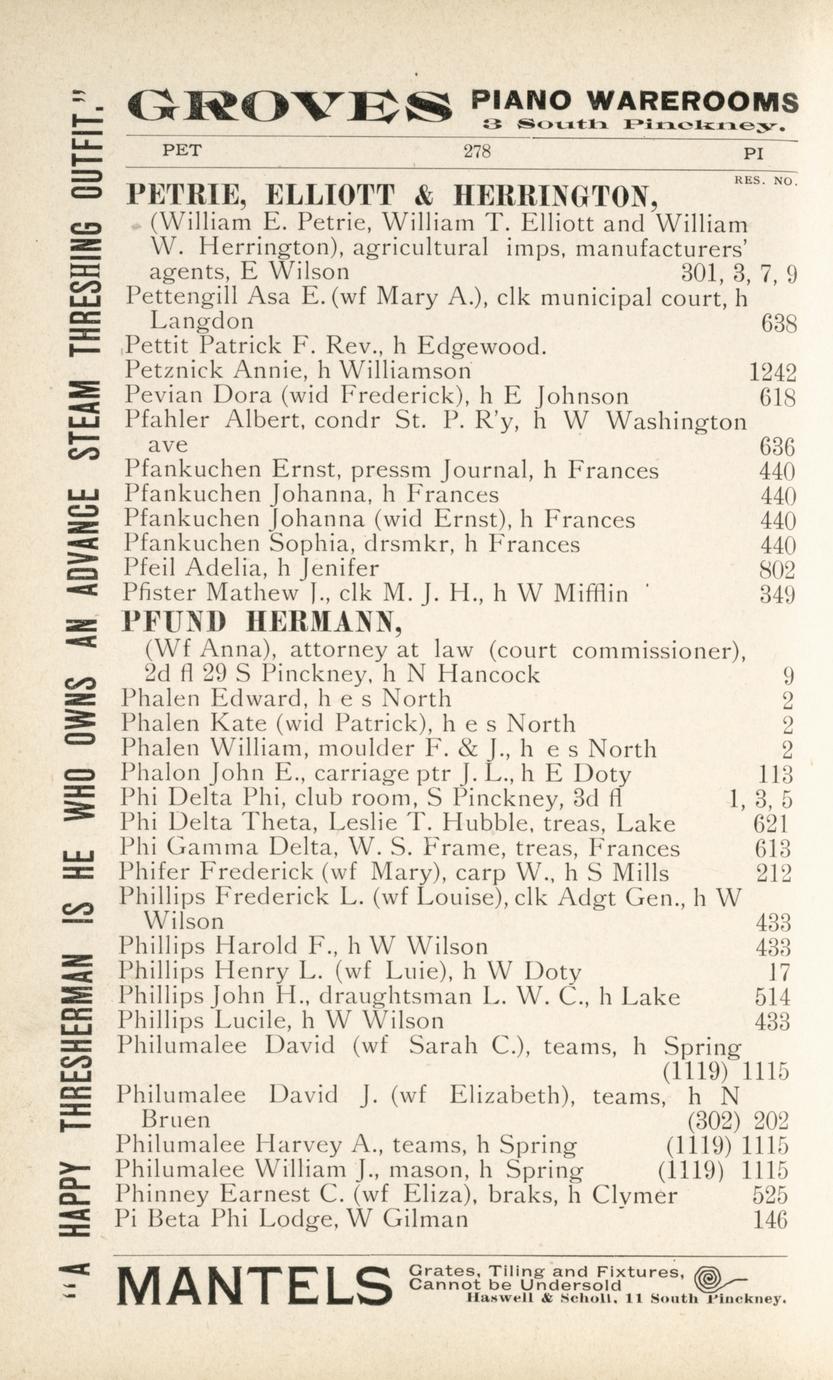 GROVES PIANO WAREROOMS
3 South Pinckney.
PET 278 PI
RES. NO.
PETRIE, ELLIOTT & HERRINGTON,
(William E. Petrie, William T. Elliott and William
W. Herrington), agricultural imps, manufacturers'
agents, E Wilson 301, 3, 7, 9
Pettengill Asa E. (wf Mary A.), clk municipal court, h
Langdon 638
Pettit Patrick F. Rev., h Edgewood.
Petznick Annie, h Williamson 1242
Pevian Dora (wid Frederick), h E Johnson 618
Pfahler Albert, condr St. P. R'y, h W Washington
ave 636
Pfankuchen Ernst, pressm Journal, h Frances 440
Pfankuchen Johanna, h Frances 440
Pfankuchen Johanna (wid Ernst), h Frances 440
Pfankuchen Sophia, drsmkr, h Frances 440
Pfeil Adelia, h Jenifer 802
Pfister Mathew J., clk M. J. H., h W Mifflin 349
PFUND HERMANN,
(Wf Anna), attorney at law (court commissioner),
2d fl 29 S Pinckney, h N Hancock 9
Phalen Edward, h e s North 2
Phalen Kate (wid Patrick), h e s North 2
Phalen William, moulder F. & J., h e s North 2
Phalon John E., carriage ptr J. L., h E Doty 113
Phi Delta Phi, club room, S Pinckney, 3d fl 1, 3, 5
Phi Delta Theta, Leslie T. Hubble, treas, Lake 621
Phi Gamma Delta, W. S. Frame, treas, Frances 613
Phifer Frederick (wf Mary), carp W., h S Mills 212
Phillips Frederick L. (wf Louise), clk Adgt Gen., h W
Wilson 433
Phillips Harold F., h W Wilson 433
Phillips Henry L. (wf Luie), h W Doty 17
Phillips John H., draughtsman L. W. C., h Lake 514
Phillips Lucile, h W Wilson 433
Philumalee David (wf Sarah C.), teams, h Spring
(1119) 1115
Philumalee David J. (wf Elizabeth), teams, h N
Bruen (302) 202
Philumalee Harvey A., teams, h Spring (1119) 1115
Philumalee William J., mason, h Spring (1119) 1115
Phinney Earnest C. (wf Eliza), braks, h Clymer 525
Pi Beta Phi Lodge, W Gilman 146
MANTELS Grates, Tiling and Fixtures,
Cannot be Undersold
Haswell & Scholl, 11 South Pinckney.
"A HAPPY THRESHERMAN IS HE WHO OWNS AN ADVANCE STEAM THRESHING OUTFIT."